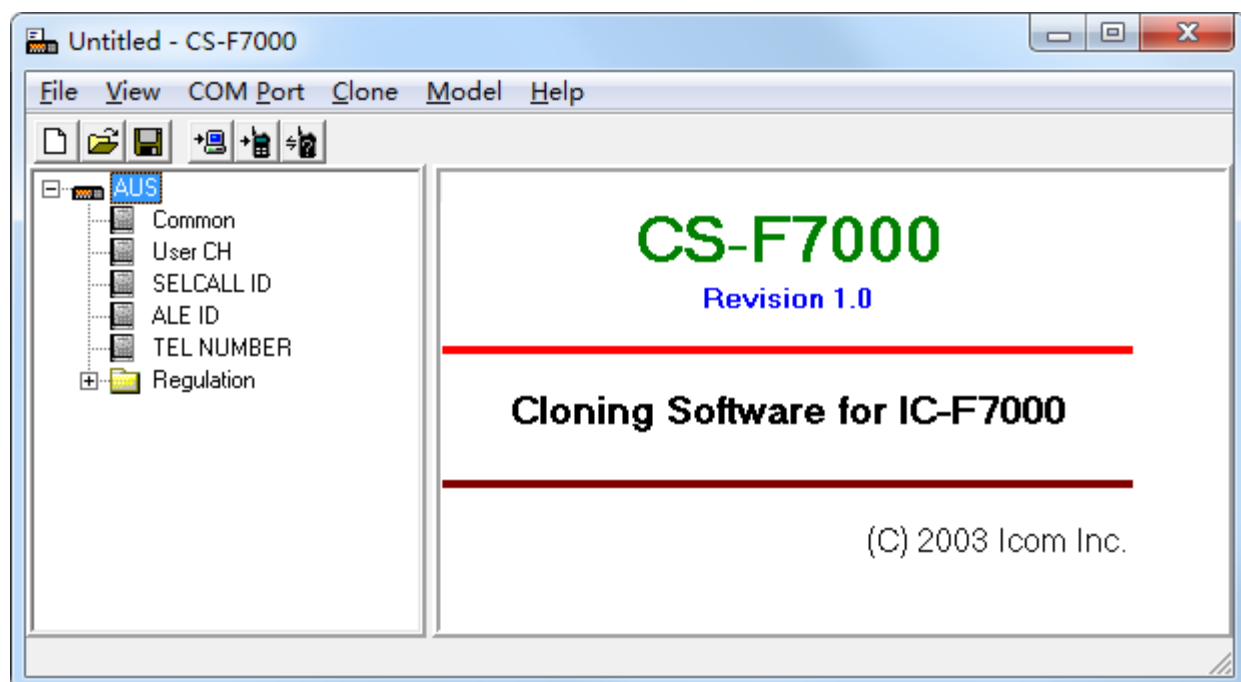 Untitled - CS-F7000
File View COM Port Clone Model Help
AUS
Common
User CH
SELCALL ID
ALE ID
TEL NUMBER
Regulation
CS-F7000
Revision 1.0
Cloning Software for IC-F7000
(C) 2003 Icom Inc.